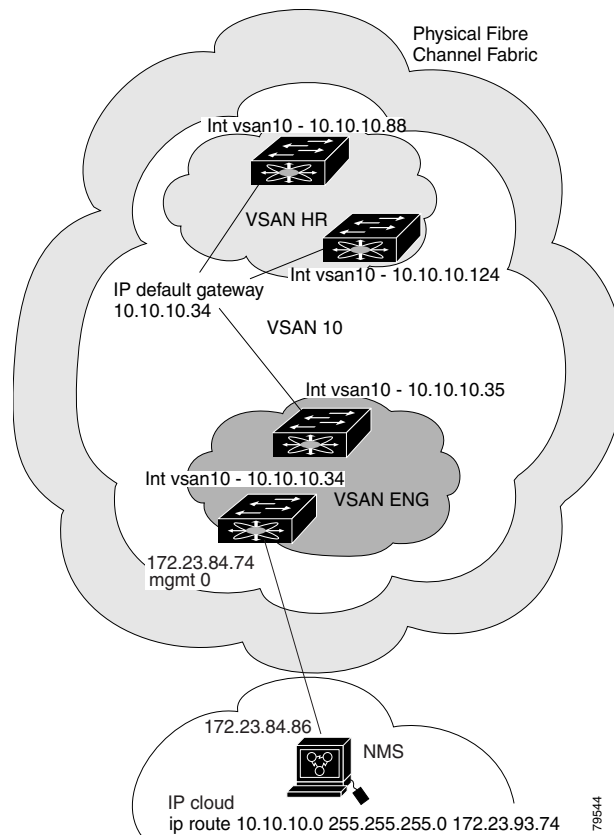 Physical Fibre
Channel Fabric
Int vsan10 - 10.10.10.88
VSAN HR
Int vsan10 - 10.10.10.124
IP default gateway
10.10.10.34
VSAN 10
Int vsan10 - 10.10.10.35
Int vsan10 - 10.10.10.34
VSAN ENG
172.23.84.74
mgmt 0
172.23.84.86
NMS
IP cloud
ip route 10.10.10.0 255.255.255.0 172.23.93.74
79544